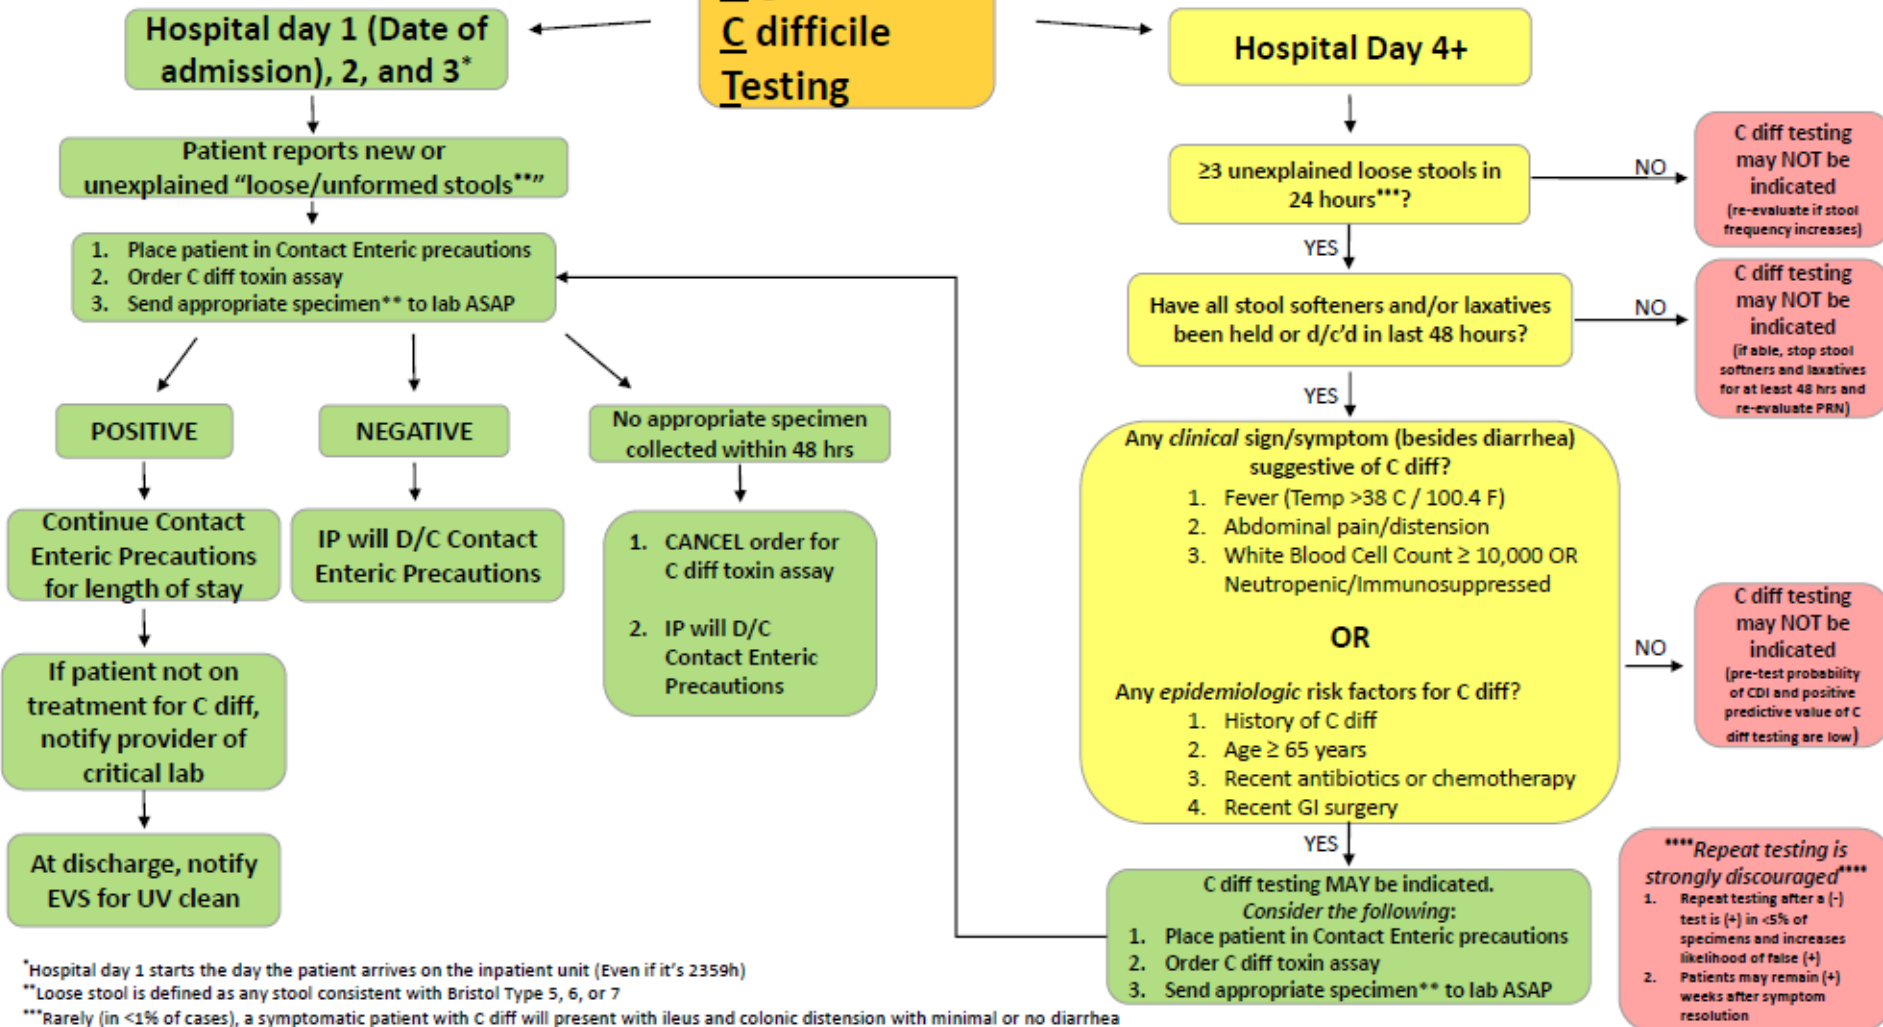 C difficile
Testing
Hospital day 1 (Date of
admission), 2, and 3*
Patient reports new or
unexplained “loose/unformed stools**”
1. Place patient in Contact Enteric precautions
2. Order C diff toxin assay
3. Send appropriate specimen** to lab ASAP
POSITIVE
NEGATIVE
No appropriate specimen
collected within 48 hrs
Continue Contact
Enteric Precautions
for length of stay
IP will D/C Contact
Enteric Precautions
1. CANCEL order for
C diff toxin assay
2. IP will D/C
Contact Enteric
Precautions
If patient not on
treatment for C diff,
notify provider of
critical lab
At discharge, notify
EVS for UV clean
Hospital Day 4+
≥3 unexplained loose stools in
24 hours***?
NO
C diff testing
may NOT be
indicated
(re-evaluate if stool
frequency increases)
YES
Have all stool softeners and/or laxatives
been held or d/c’d in last 48 hours?
NO
C diff testing
may NOT be
indicated
(if able, stop stool
softners and laxatives
for at least 48 hrs and
re-evaluate PRN)
YES
Any clinical sign/symptom (besides diarrhea)
suggestive of C diff?
1. Fever (Temp >38 C / 100.4 F)
2. Abdominal pain/distension
3. White Blood Cell Count ≥ 10,000 OR
Neutropenic/Immunosuppressed
OR
Any epidemiologic risk factors for C diff?
1. History of C diff
2. Age ≥ 65 years
3. Recent antibiotics or chemotherapy
4. Recent GI surgery
NO
C diff testing
may NOT be
indicated
(pre-test probability
of CDI and positive
predictive value of C
diff testing are low)
YES
C diff testing MAY be indicated.
Consider the following:
1. Place patient in Contact Enteric precautions
2. Order C diff toxin assay
3. Send appropriate specimen** to lab ASAP
****Repeat testing is
strongly discouraged****
1. Repeat testing after a (-)
test is (+) in <5% of
specimens and increases
likelihood of false (+)
2. Patients may remain (+)
weeks after symptom
resolution
*Hospital day 1 starts the day the patient arrives on the inpatient unit (Even if it’s 2359h)
**Loose stool is defined as any stool consistent with Bristol Type 5, 6, or 7
***Rarely (in <1% of cases), a symptomatic patient with C diff will present with ileus and colonic distension with minimal or no diarrhea